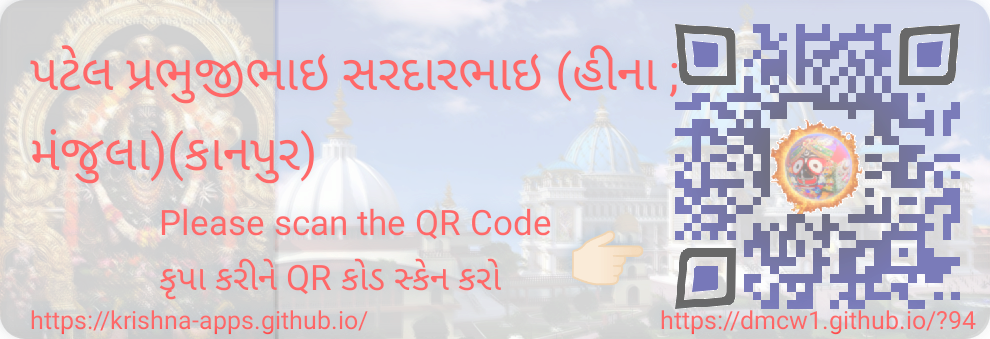 પટેલ પ્રભુજીભાઇ સરદારભાઇ (હીના ;
મંજુલા)(કાનપુર)
Please scan the QR Code
કૃપા કરીને QR કોડ સ્કેન કરો
https://krishna-apps.github.io/
https://dmcw1.github.io/?94